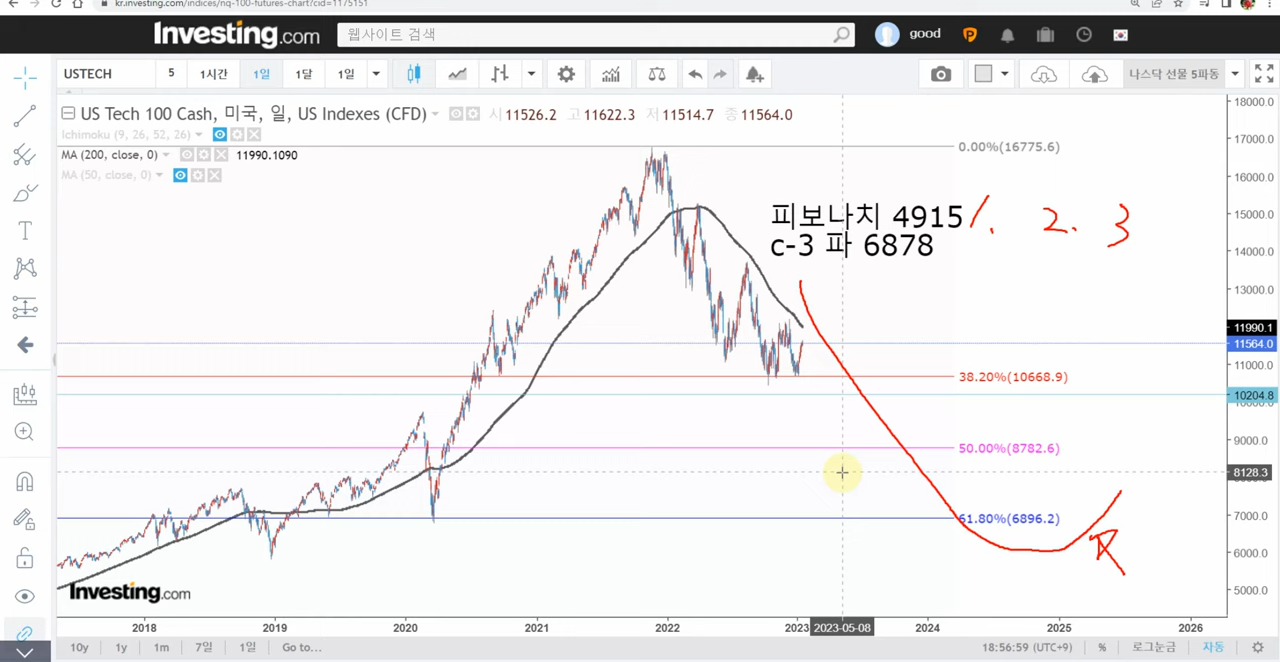 kr.investing.com/indices/nq-100-futures-chart/?cid=1175151
Investing.com 웹사이트 검색 good P
USTECH 5 1시간 1일 1달 1일 나스닥 선물 5파동
US Tech 100 Cash, 미국, 일, US Indexes (CFD) 시 11526.2 고 11622.3 저 11514.7 종 11564.0
Ichimoku (9, 26, 52, 26)
MA (200, close, 0) 11990.1090
MA (50, close, 0)
18000.0
17000.0
0.00%(16775.6)
16000.0
15000.0
피보나치 4915 1. 2. 3
c-3 파 6878
14000.0
13000.0
11990.1
11564.0
11000.0
38.20%(10668.9)
10204.8
9000.0
50.00%(8782.6)
8128.3
7000.0
61.80%(6896.2)
6000.0
5000.0
Investing.com
2018 2019 2020 2021 2022 2023 2023-05-08 2024 2025 2026
10y 1y 1m 7일 1일 Go to... 18:56:59 (UTC+9) % 로그눈금 자동